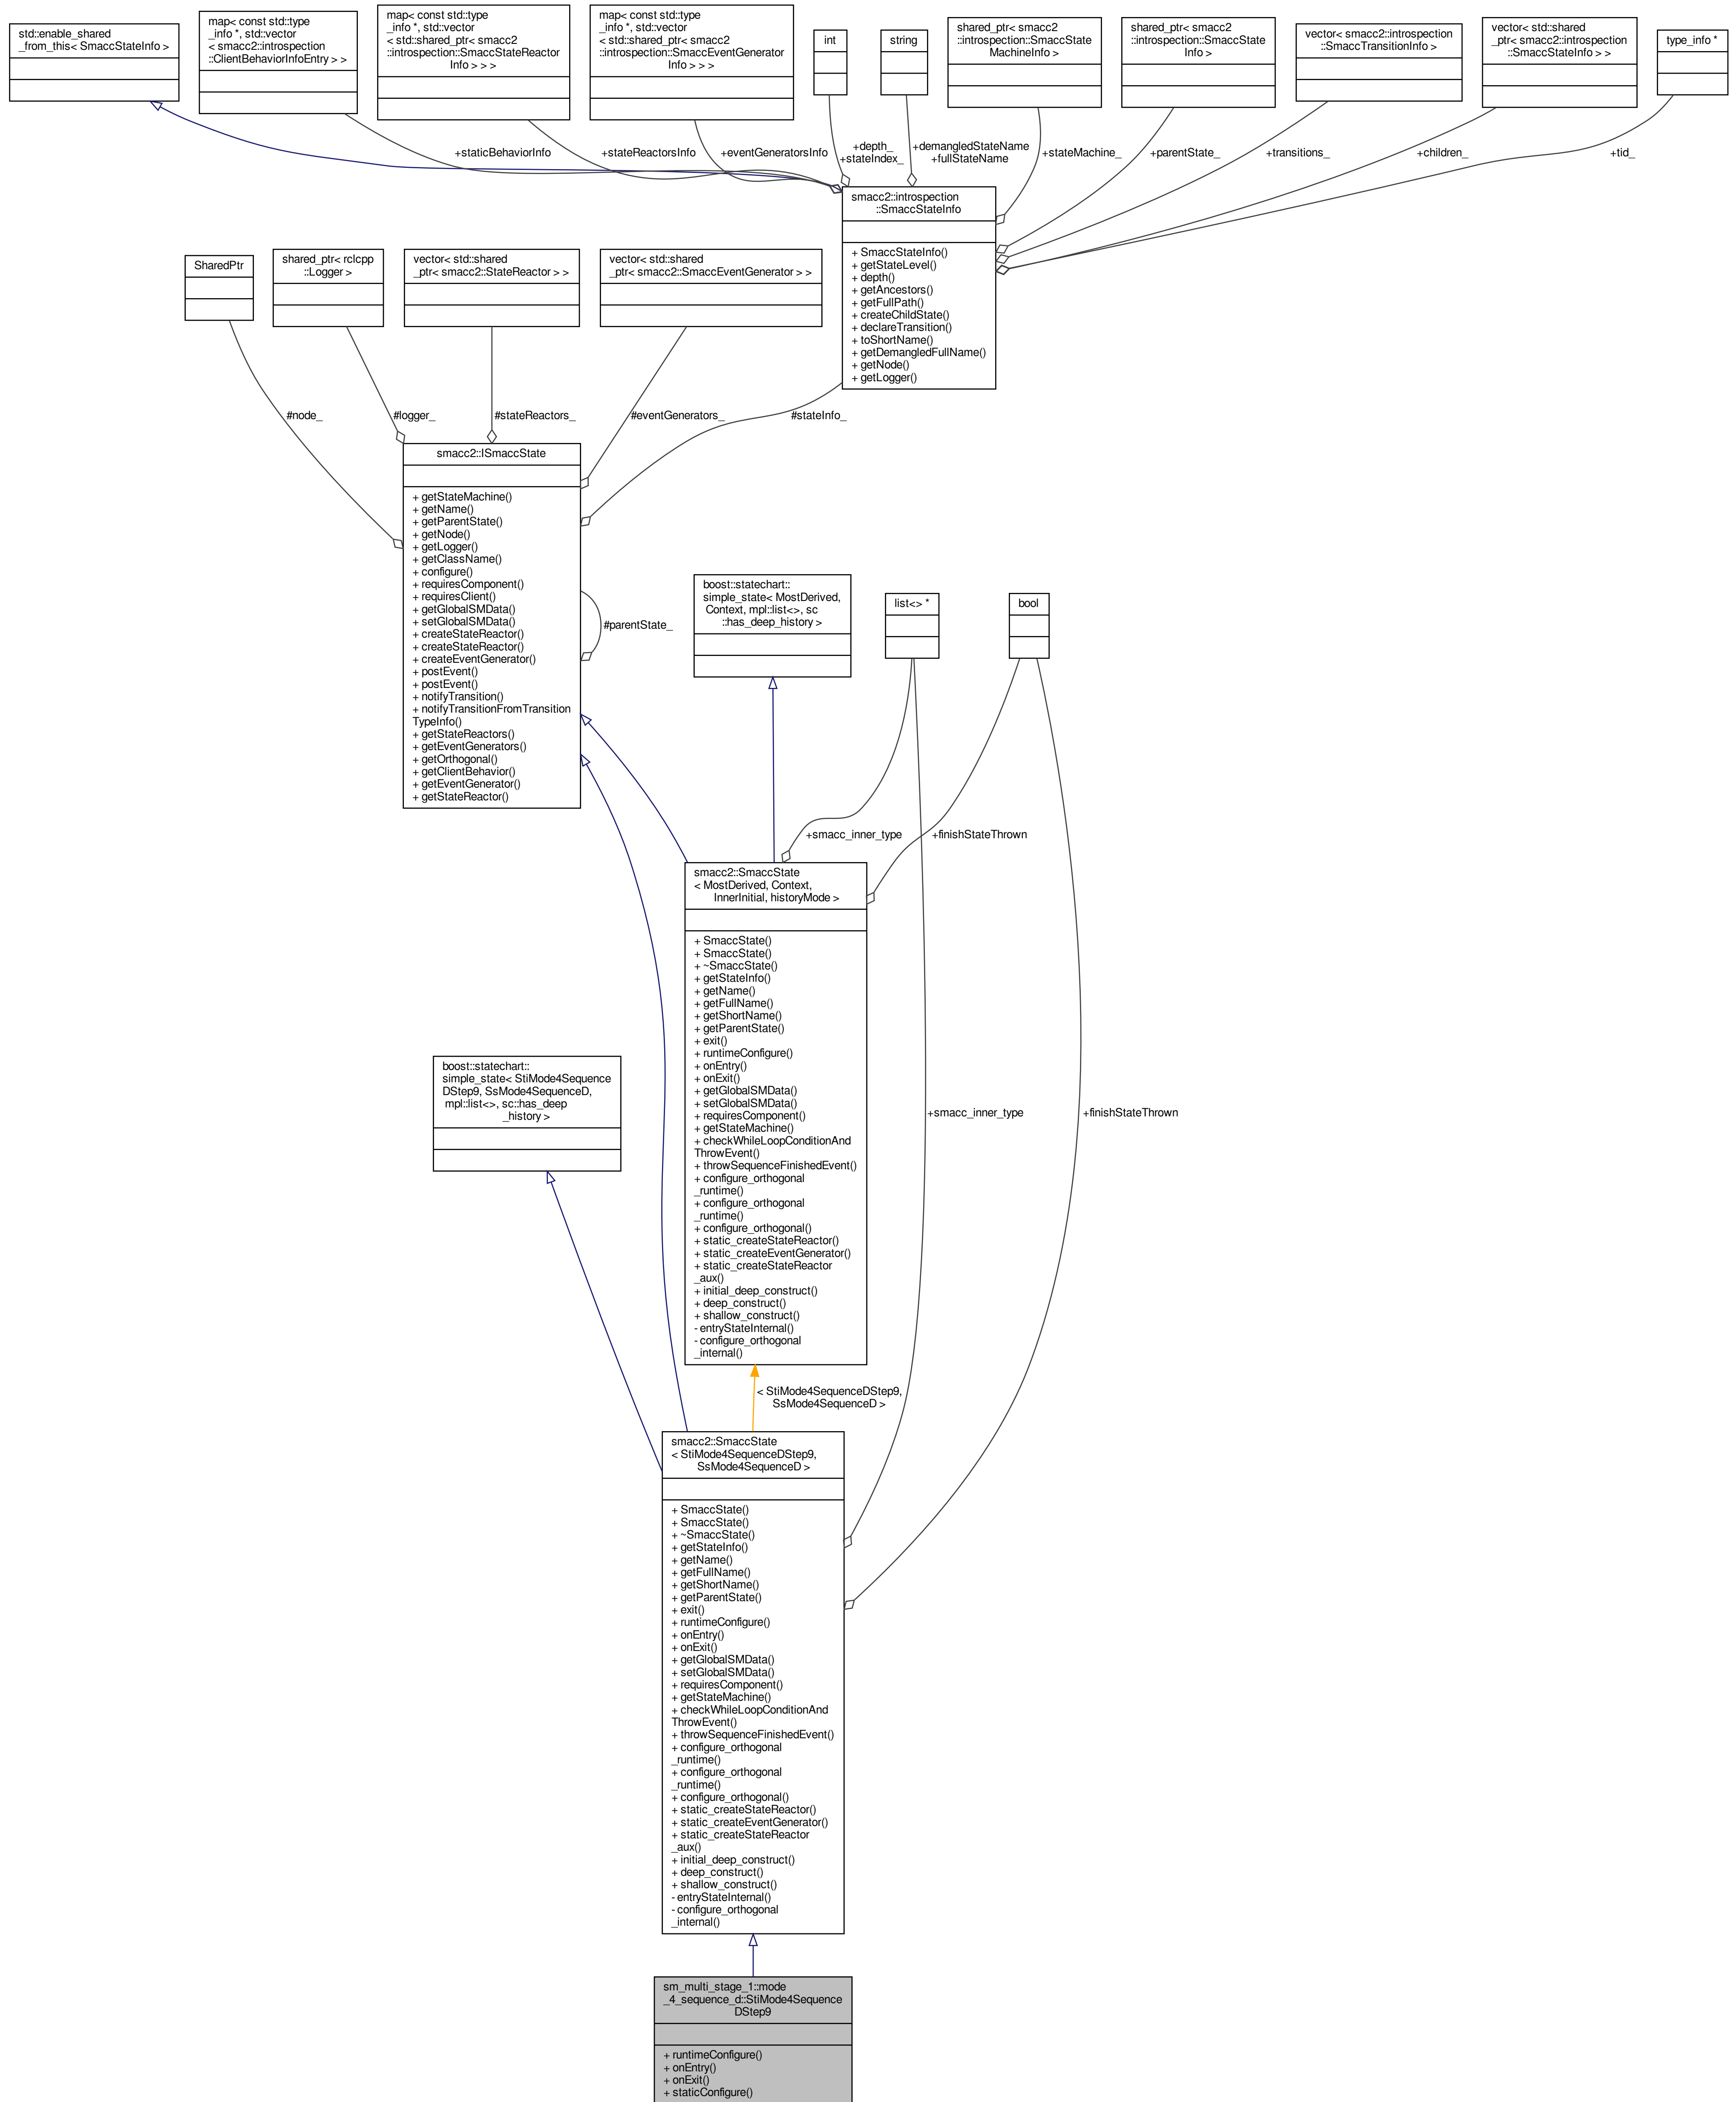 std::enable_shared
_from_this< SmaccStateInfo >
map< const std::type
_info *, std::vector
< smacc2::introspection
::ClientBehaviorInfoEntry > >
map< const std::type
_info *, std::vector
< std::shared_ptr< smacc2
::introspection::SmaccStateReactor
Info > > >
map< const std::type
_info *, std::vector
< std::shared_ptr< smacc2
::introspection::SmaccEventGenerator
Info > > >
int
string
shared_ptr< smacc2
::introspection::SmaccState
MachineInfo >
shared_ptr< smacc2
::introspection::SmaccState
Info >
vector< smacc2::introspection
::SmaccTransitionInfo >
vector< std::shared
_ptr< smacc2::introspection
::SmaccStateInfo > >
type_info *
+staticBehaviorInfo
+stateReactorsInfo
+eventGeneratorsInfo
+depth_
+stateIndex_
+demangledStateName
+fullStateName
+stateMachine_
+parentState_
+transitions_
+children_
+tid_
smacc2::introspection
::SmaccStateInfo
+ SmaccStateInfo()
+ getStateLevel()
+ depth()
+ getAncestors()
+ getFullPath()
+ createChildState()
+ declareTransition()
+ toShortName()
+ getDemangledFullName()
+ getNode()
+ getLogger()
SharedPtr
shared_ptr< rclcpp
::Logger >
vector< std::shared
_ptr< smacc2::StateReactor > >
vector< std::shared
_ptr< smacc2::SmaccEventGenerator > >
#node_
#logger_
#stateReactors_
#eventGenerators_
#stateInfo_
smacc2::ISmaccState
+ getStateMachine()
+ getName()
+ getParentState()
+ getNode()
+ getLogger()
+ getClassName()
+ configure()
+ requiresComponent()
+ requiresClient()
+ getGlobalSMData()
+ setGlobalSMData()
+ createStateReactor()
+ createStateReactor()
+ createEventGenerator()
+ postEvent()
+ postEvent()
+ notifyTransition()
+ notifyTransitionFromTransition
TypeInfo()
+ getStateReactors()
+ getEventGenerators()
+ getOrthogonal()
+ getClientBehavior()
+ getEventGenerator()
+ getStateReactor()
#parentState_
boost::statechart::
simple_state< MostDerived,
Context, mpl::list<>, sc
::has_deep_history >
list<> *
bool
+smacc_inner_type
+finishStateThrown
smacc2::SmaccState
< MostDerived, Context,
InnerInitial, historyMode >
+ SmaccState()
+ SmaccState()
+ ~SmaccState()
+ getStateInfo()
+ getName()
+ getFullName()
+ getShortName()
+ getParentState()
+ exit()
+ runtimeConfigure()
+ onEntry()
+ onExit()
+ getGlobalSMData()
+ setGlobalSMData()
+ requiresComponent()
+ getStateMachine()
+ checkWhileLoopConditionAnd
ThrowEvent()
+ throwSequenceFinishedEvent()
+ configure_orthogonal
_runtime()
+ configure_orthogonal
_runtime()
+ configure_orthogonal()
+ static_createStateReactor()
+ static_createEventGenerator()
+ static_createStateReactor
_aux()
+ initial_deep_construct()
+ deep_construct()
+ shallow_construct()
- entryStateInternal()
- configure_orthogonal
_internal()
boost::statechart::
simple_state< StiMode4Sequence
DStep9, SsMode4SequenceD,
mpl::list<>, sc::has_deep
_history >
+smacc_inner_type
+finishStateThrown
< StiMode4SequenceDStep9,
SsMode4SequenceD >
smacc2::SmaccState
< StiMode4SequenceDStep9,
SsMode4SequenceD >
+ SmaccState()
+ SmaccState()
+ ~SmaccState()
+ getStateInfo()
+ getName()
+ getFullName()
+ getShortName()
+ getParentState()
+ exit()
+ runtimeConfigure()
+ onEntry()
+ onExit()
+ getGlobalSMData()
+ setGlobalSMData()
+ requiresComponent()
+ getStateMachine()
+ checkWhileLoopConditionAnd
ThrowEvent()
+ throwSequenceFinishedEvent()
+ configure_orthogonal
_runtime()
+ configure_orthogonal
_runtime()
+ configure_orthogonal()
+ static_createStateReactor()
+ static_createEventGenerator()
+ static_createStateReactor
_aux()
+ initial_deep_construct()
+ deep_construct()
+ shallow_construct()
- entryStateInternal()
- configure_orthogonal
_internal()
sm_multi_stage_1::mode
_4_sequence_d::StiMode4Sequence
DStep9
+ runtimeConfigure()
+ onEntry()
+ onExit()
+ staticConfigure()